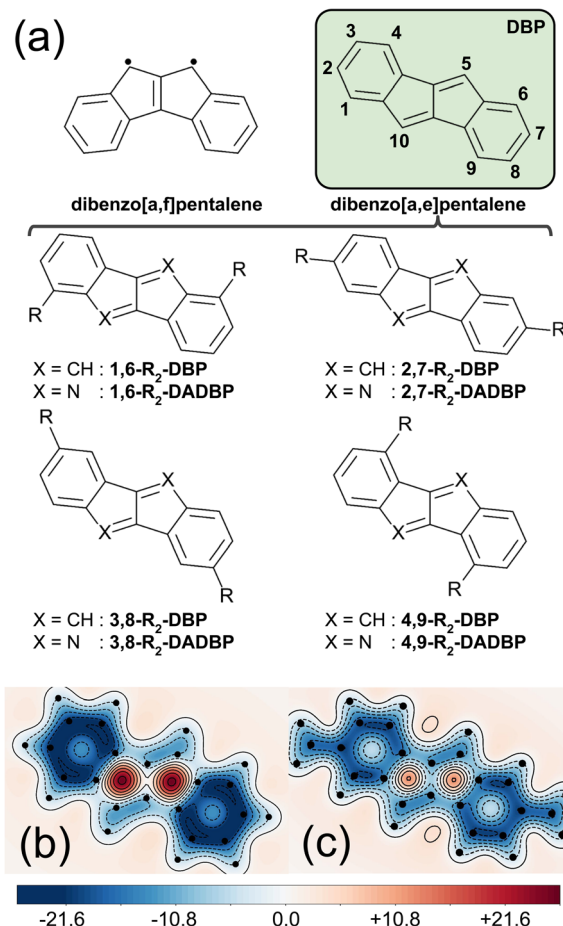 (a)
DBP
3
4
5
2
6
1
7
10
9
8
dibenzo[a,f]pentalene
dibenzo[a,e]pentalene
X
R
R
X
X = CH : 1,6-R₂-DBP
X = N : 1,6-R₂-DADBP
R
X
X
R
X = CH : 2,7-R₂-DBP
X = N : 2,7-R₂-DADBP
R
X
X
R
X = CH : 3,8-R₂-DBP
X = N : 3,8-R₂-DADBP
R
X
X
R
X = CH : 4,9-R₂-DBP
X = N : 4,9-R₂-DADBP
(b)
(c)
-21.6 -10.8 0.0 +10.8 +21.6